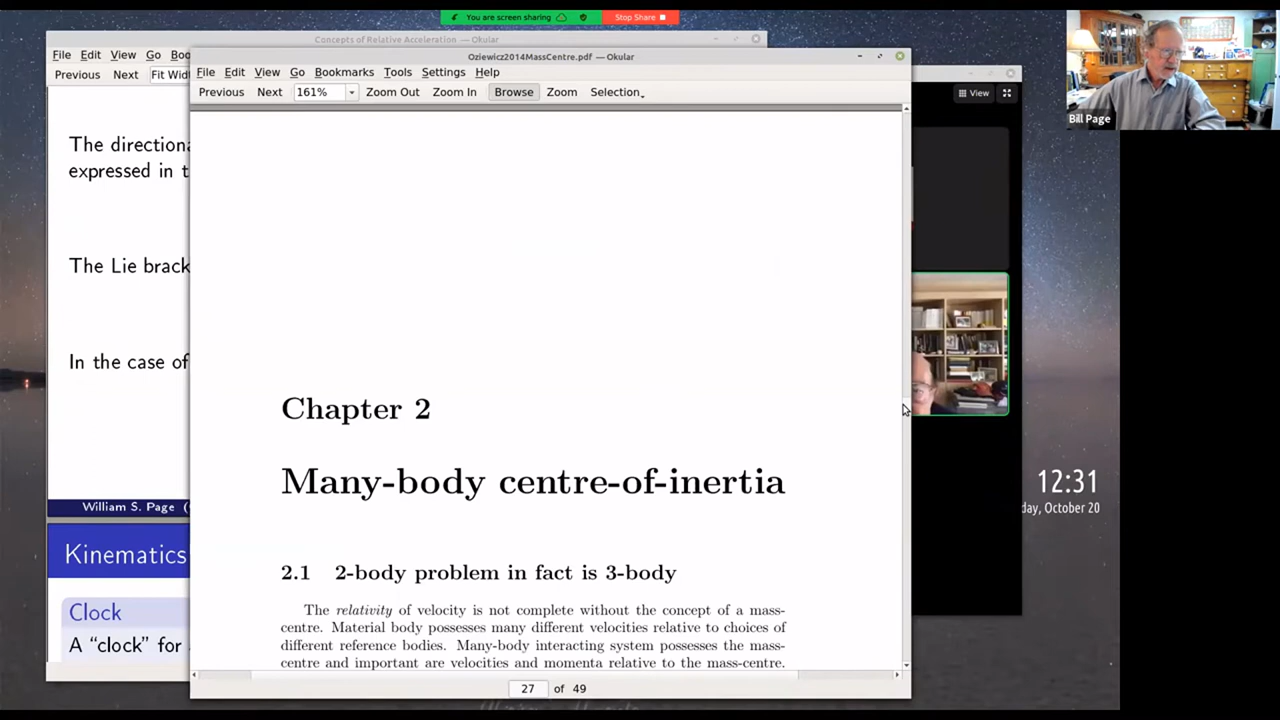 You are screen sharing
Stop Share
Concepts of Relative Acceleration — Okular
File Edit View Go Boo
Previous Next Fit Wid
The directiona
expressed in t
The Lie brack
In the case of
William S. Page (
Kinematics
Clock
A “clock” for
Oziewicz2014MassCentre.pdf — Okular
File Edit View Go Bookmarks Tools Settings Help
Previous Next 161% Zoom Out Zoom In Browse Zoom Selection
Chapter 2
Many-body centre-of-inertia
2.1 2-body problem in fact is 3-body
The relativity of velocity is not complete without the concept of a mass-
centre. Material body possesses many different velocities relative to choices of
different reference bodies. Many-body interacting system possesses the mass-
centre and important are velocities and momenta relative to the mass-centre.
27 of 49
View
Bill Page
12:31
day, October 20